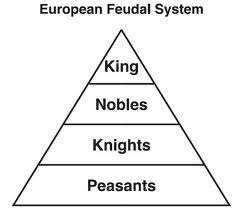 European Feudal System
King
Nobles
Knights
Peasants